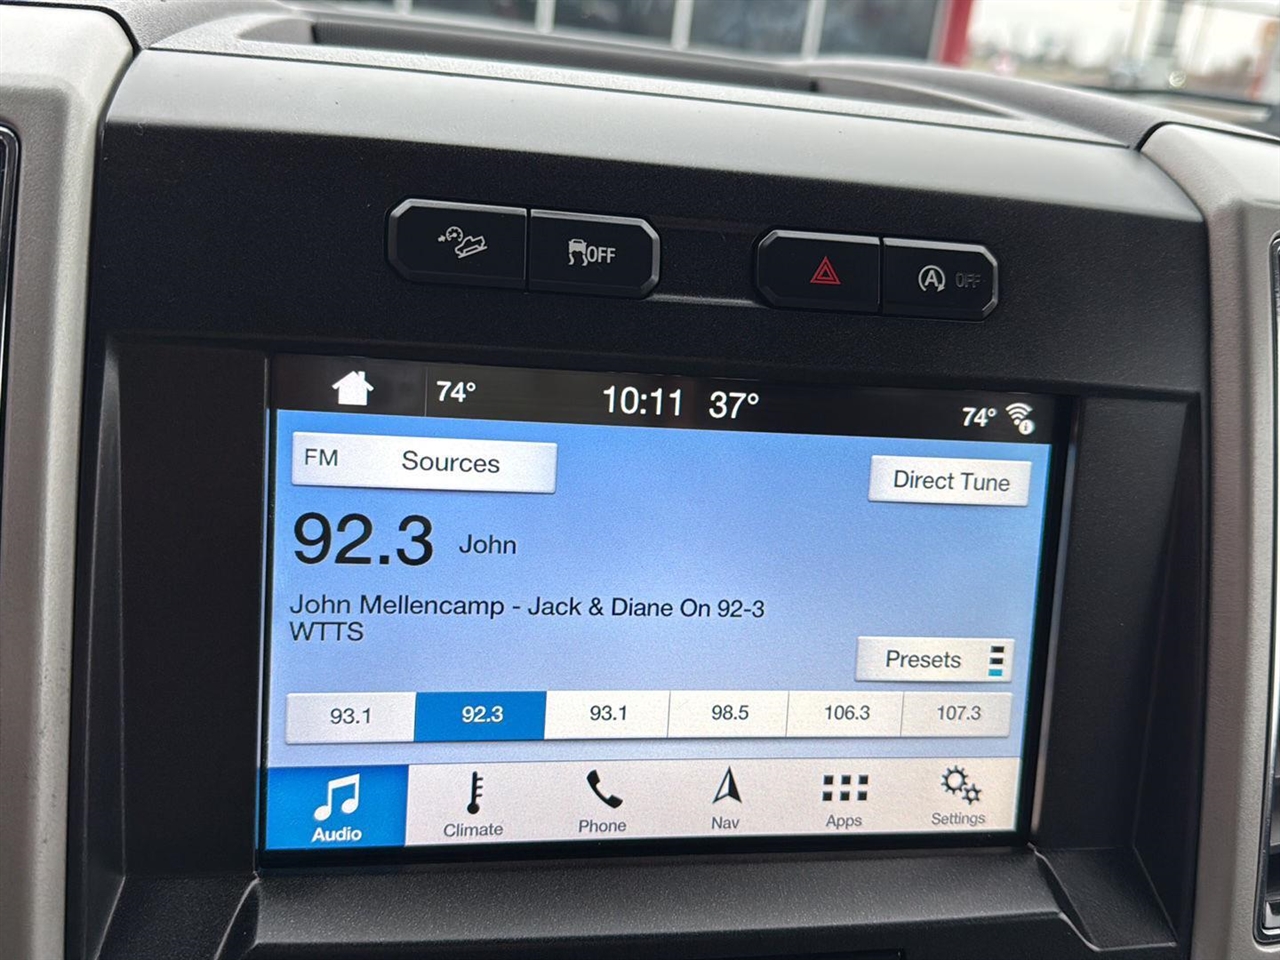 OFF
A OFF
74° 10:11 37° 74°
FM Sources
Direct Tune
92.3 John
John Mellencamp - Jack & Diane On 92-3
WTTS
Presets
93.1 92.3 93.1 98.5 106.3 107.3
Audio Climate Phone Nav Apps Settings